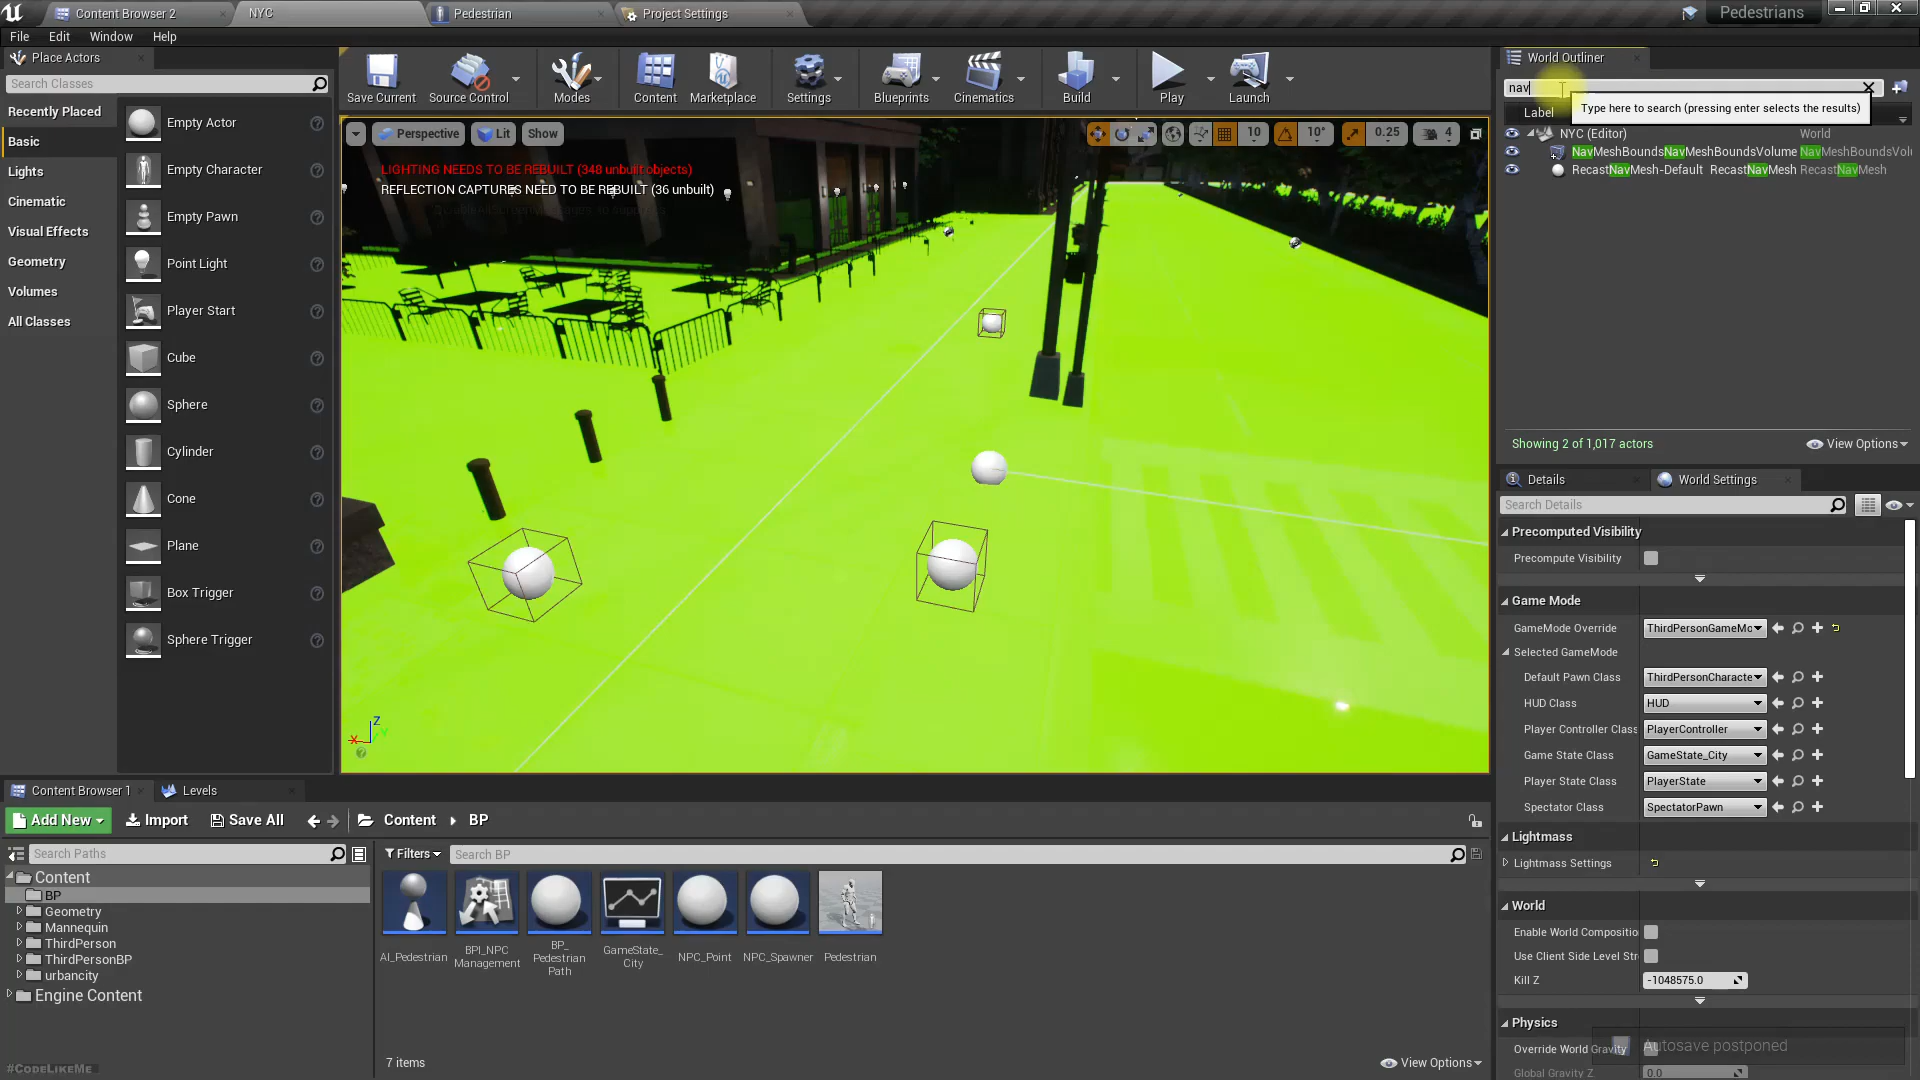 Content Browser 2
NYC
Pedestrian
Project Settings
Pedestrians
File
Edit
Window
Help
Place Actors
Search Classes
Recently Placed
Basic
Lights
Cinematic
Visual Effects
Geometry
Volumes
All Classes
Empty Actor
Empty Character
Empty Pawn
Point Light
Player Start
Cube
Sphere
Cylinder
Cone
Plane
Box Trigger
Sphere Trigger
Save Current
Source Control
Modes
Content
Marketplace
Settings
Blueprints
Cinematics
Build
Play
Launch
Perspective
Lit
Show
10
10°
0.25
4
LIGHTING NEEDS TO BE REBUILT (348 unbuilt objects)
REFLECTION CAPTURES NEED TO BE REBUILT (36 unbuilt)
Z
X
Y
World Outliner
nav
Type here to search (pressing enter selects the results)
Label
NYC (Editor) World
NavMeshBoundsNavMeshBoundsVolume NavMeshBoundsVolu
RecastNavMesh-Default RecastNavMesh RecastNavMesh
Showing 2 of 1,017 actors
View Options
Details
World Settings
Search Details
Precomputed Visibility
Precompute Visibility
Game Mode
GameMode Override ThirdPersonGameMo
Selected GameMode
Default Pawn Class ThirdPersonCharacte
HUD Class HUD
Player Controller Class PlayerController
Game State Class GameState_City
Player State Class PlayerState
Spectator Class SpectatorPawn
Lightmass
Lightmass Settings
World
Enable World Compositio
Use Client Side Level Str
Kill Z -1048575.0
Physics
Override World Gravity
Autosave postponed
Global Gravity Z 0.0
Content Browser 1
Levels
Add New
Import
Save All
Content
BP
Search Paths
Filters
Search BP
Content
BP
Geometry
Mannequin
ThirdPerson
ThirdPersonBP
urbancity
Engine Content
AI_Pedestrian
BPI_NPC
Management
BP_
Pedestrian
Path
GameState_
City
NPC_Point
NPC_Spawner
Pedestrian
7 items
View Options
#CodeLikeMe